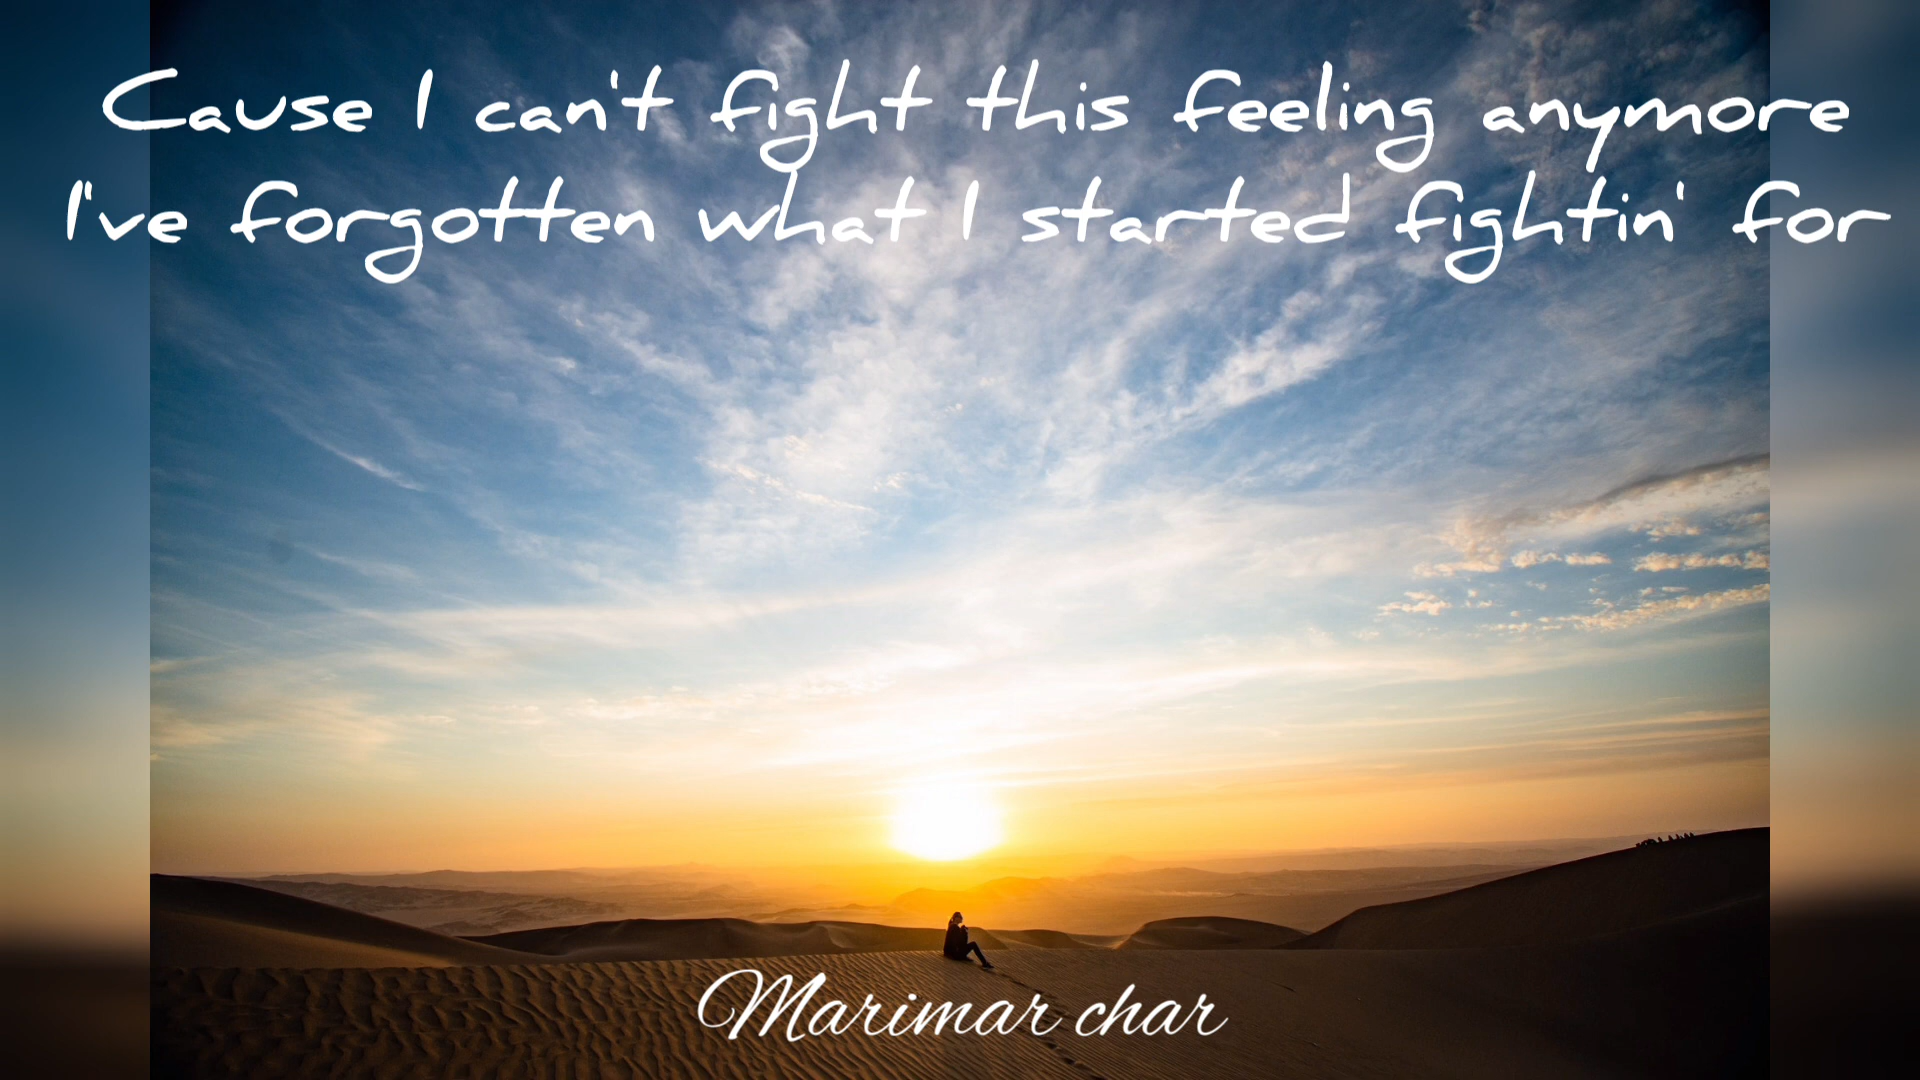 Cause I can't fight this feeling anymore
I've forgotten what I started fightin' for
Marimar char